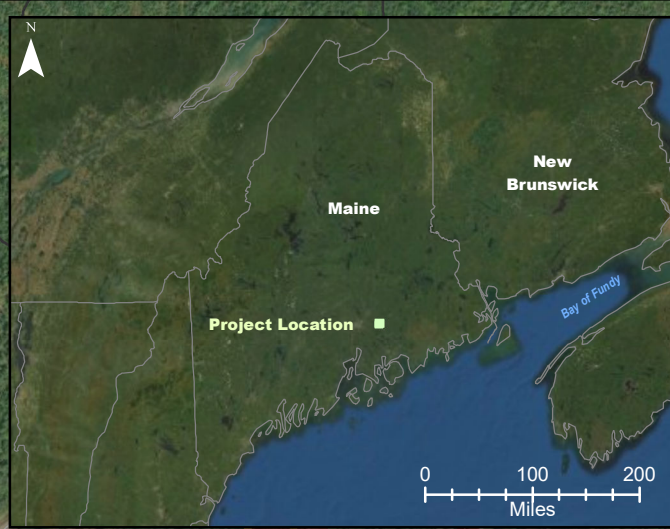 N
New
Brunswick
Maine
Bay of Fundy
Project Location
0 100 200
Miles